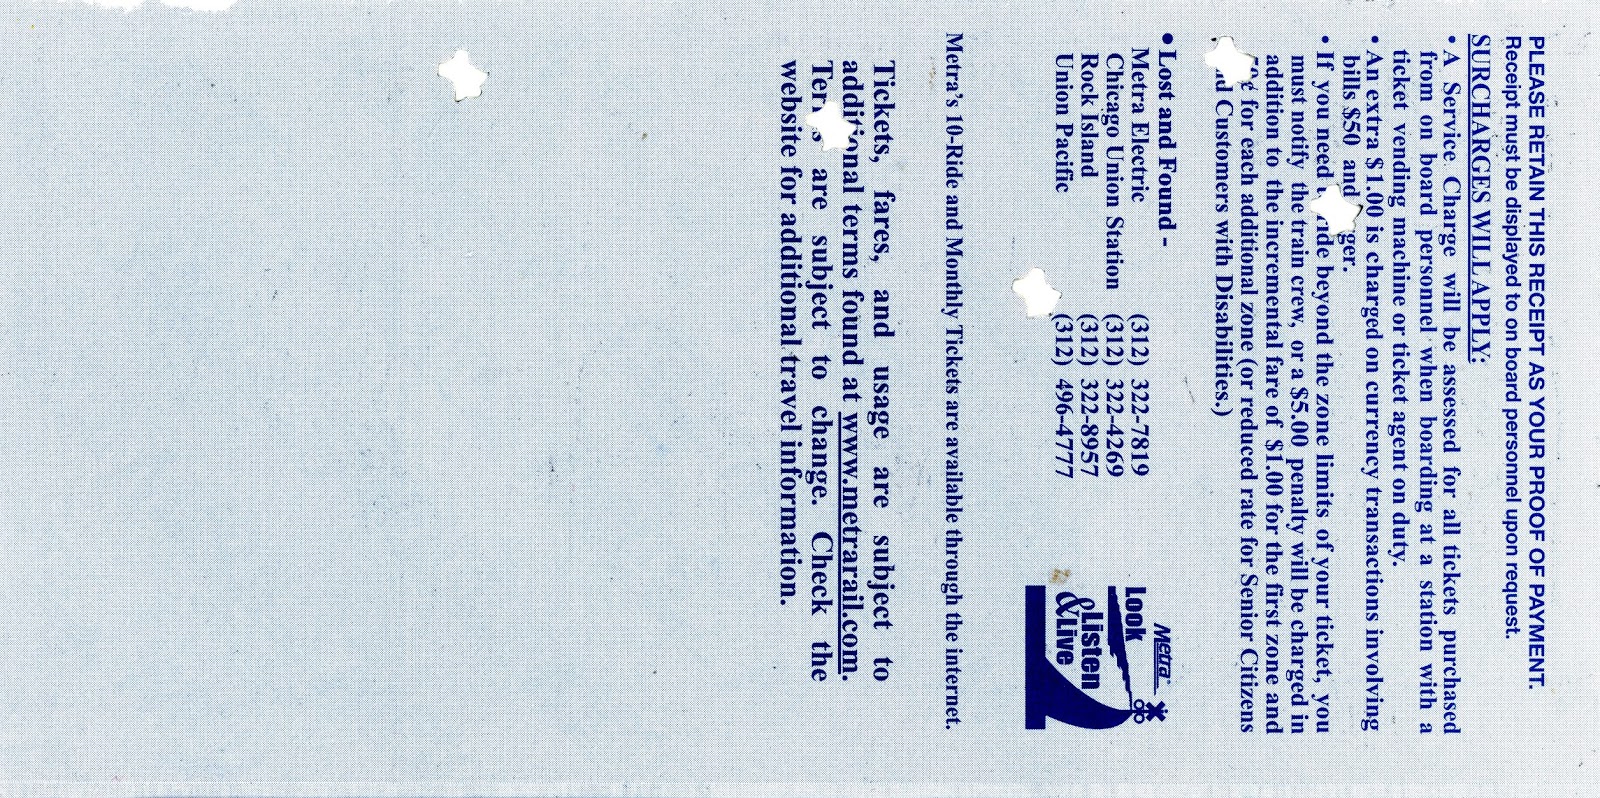 PLEASE RETAIN THIS RECEIPT AS YOUR PROOF OF PAYMENT.
Receipt must be displayed to on board personnel upon request.
SURCHARGES WILL APPLY:
• A Service Charge will be assessed for all tickets purchased
from on board personnel when boarding at a station with a
ticket vending machine or ticket agent on duty.
• An extra $1.00 is charged on currency transactions involving
bills $50 and
• If you need beyond the zone limits of your ticket, you
must notify the train crew, or a $5.00 penalty will be charged in
addition to the incremental fare of $1.00 for the first zone and
for each additional zone (or reduced rate for Senior Citizens
Customers with Disabilities.)
• Lost and Found -
Metra Electric (312) 322-7819
Chicago Union Station (312) 322-4269
Rock Island (312) 322-8957
Union Pacific (312) 496-4777
Metra
Look
Listen
& Live
Metra's 10-Ride and Monthly Tickets are available through the internet.
Tickets, fares, and usage are subject to
additional terms found at www.metrarail.com.
Terms are subject to change. Check the
website for additional travel information.